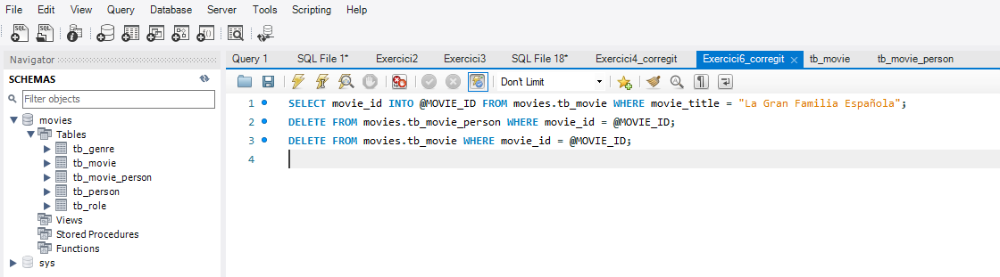 File Edit View Query Database Server Tools Scripting Help
Navigator
SCHEMAS
Filter objects
movies
Tables
tb_genre
tb_movie
tb_movie_person
tb_person
tb_role
Views
Stored Procedures
Functions
sys
Query 1 SQL File 1* Exercici2 Exercici3 SQL File 18* Exercici4_corregit Exercici6_corregit tb_movie tb_movie_person
Don't Limit
1 SELECT movie_id INTO @MOVIE_ID FROM movies.tb_movie WHERE movie_title = "La Gran Familia Española";
2 DELETE FROM movies.tb_movie_person WHERE movie_id = @MOVIE_ID;
3 DELETE FROM movies.tb_movie WHERE movie_id = @MOVIE_ID;
4